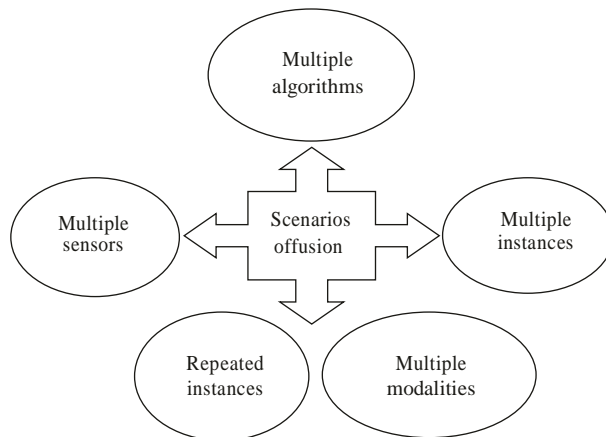 Multiple
algorithms
Multiple
sensors
Scenarios
offusion
Multiple
instances
Repeated
instances
Multiple
modalities